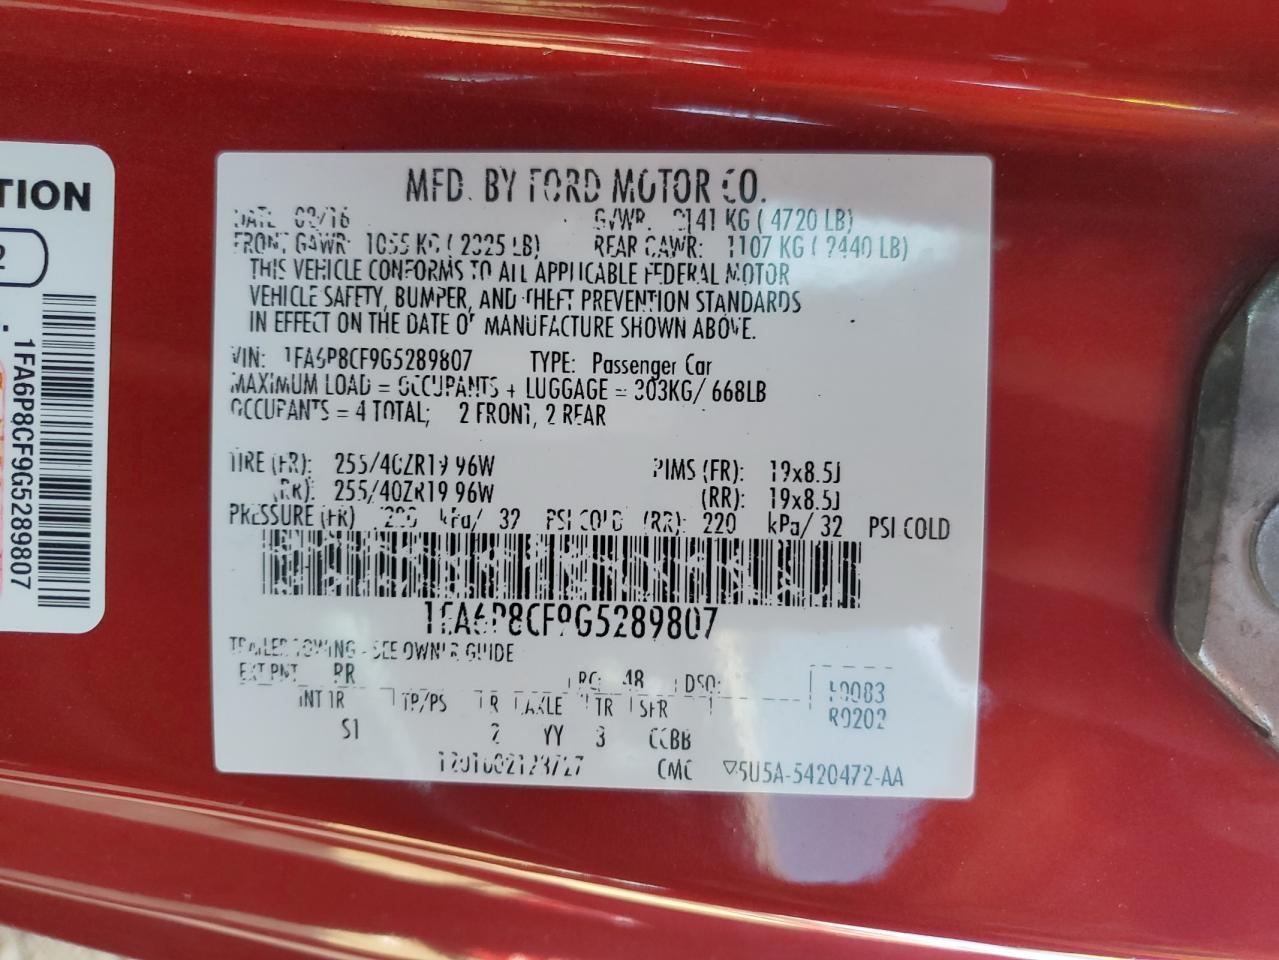 TION
2
1FA6P8CF9G5289807
MFD. BY FORD MOTOR CO.
DATE 03/16 GVWR: 2141 KG ( 4720 LB)
FRONT GAWR: 1055 KG ( 2325 LB) REAR GAWR: 1107 KG ( 2440 LB)
THIS VEHICLE CONFORMS TO ALL APPLICABLE FEDERAL MOTOR
VEHICLE SAFETY, BUMPER, AND THEFT PREVENTION STANDARDS
IN EFFECT ON THE DATE OF MANUFACTURE SHOWN ABOVE.
VIN: 1FA6P8CF9G5289807 TYPE: Passenger Car
MAXIMUM LOAD = OCCUPANTS + LUGGAGE = 303KG/ 668LB
OCCUPANTS = 4 TOTAL; 2 FRONT, 2 REAR
TIRE (FR): 255/40ZR19 96W RIMS (FR): 19x8.5J
(RR): 255/40ZR19 96W (RR): 19x8.5J
PRESSURE (FR) 220 kPa/ 32 PSI COLD (RR): 220 kPa/ 32 PSI COLD
1FA6P8CF9G5289807
TRAILER TOWING - SEE OWNER GUIDE
EXT PNT RR RC: 48 DSO:
INT TR TP/PS R AXLE TR SPR
S1 2 YY 3 CCBB
R0202
CMC ▽5U5A-5420472-AA